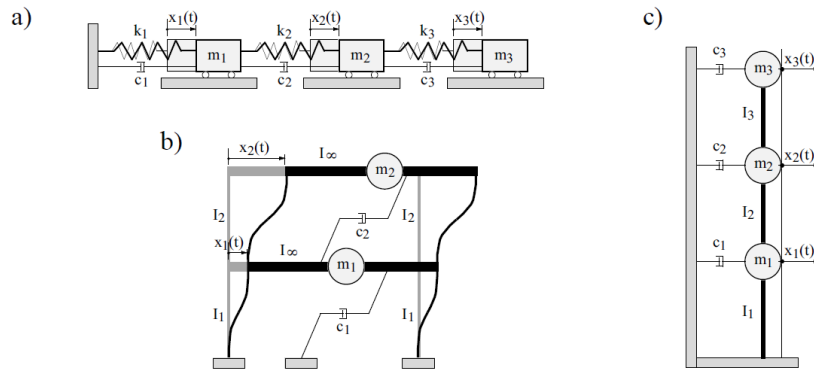 a)
x₁(t) x₂(t) x₃(t)
k₁ k₂ k₃
m₁ m₂ m₃
c₁ c₂ c₃
b)
x₂(t)
I∞
m₂
I₂ I₂
c₂
x₁(t)
I∞
m₁
I₁ I₁
c₁
c)
c₃ m₃ x₃(t)
I₃
c₂ m₂ x₂(t)
I₂
c₁ m₁ x₁(t)
I₁